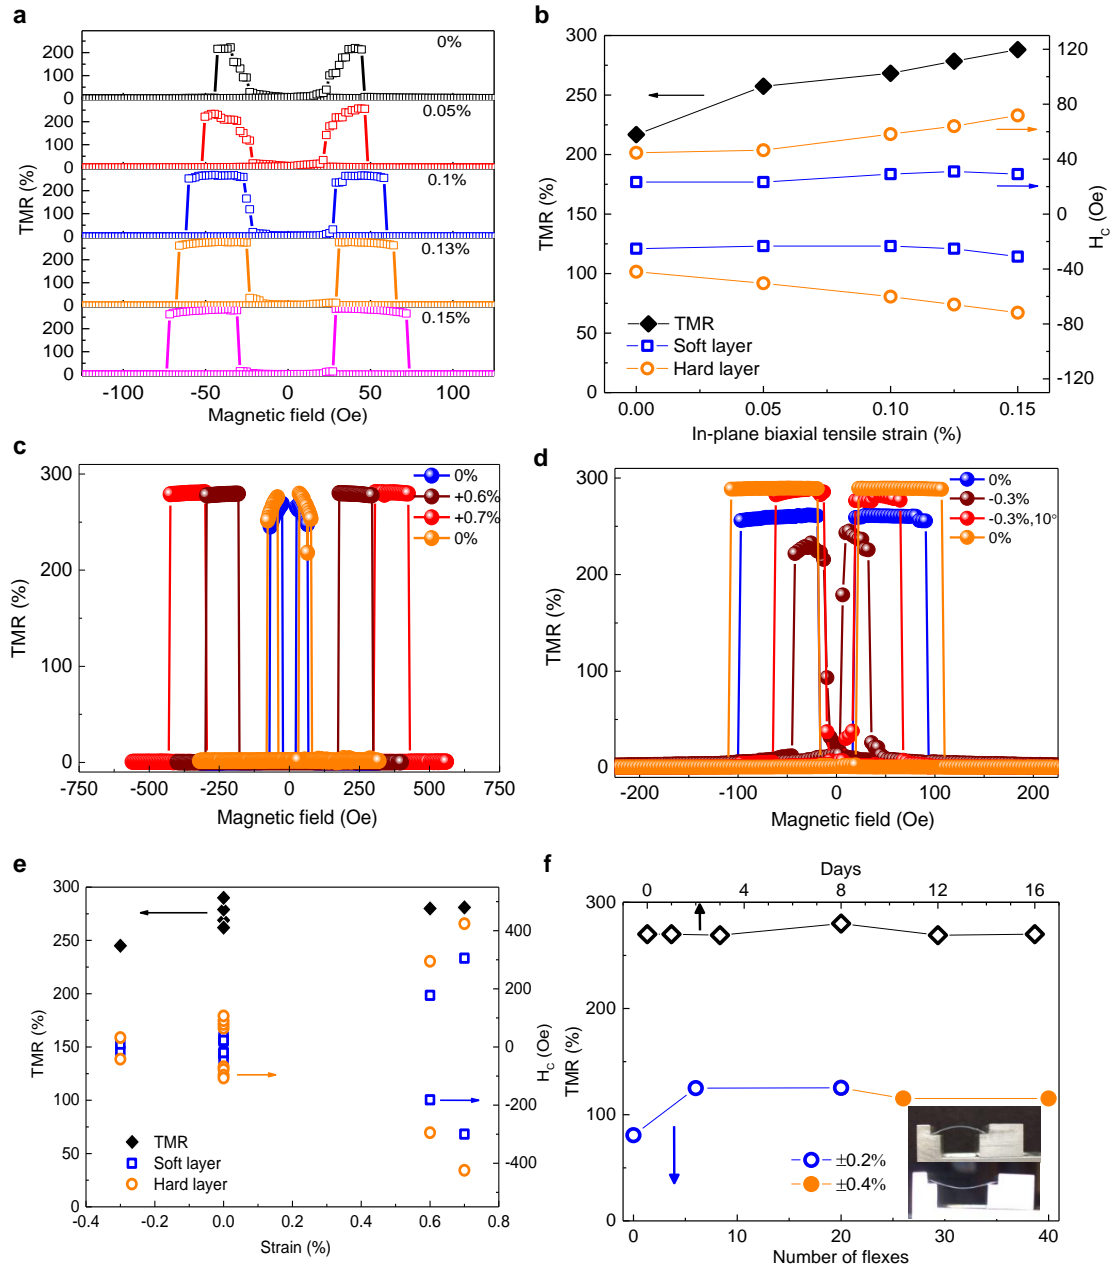 a
TMR (%)
200
100
0
0%
200
100
0
0.05%
200
100
0
0.1%
200
100
0
0.13%
200
100
0
0.15%
-100 -50 0 50 100
Magnetic field (Oe)
b
300
250
200
150
100
50
0
TMR (%)
120
80
40
0
-40
-80
-120
H_C (Oe)
TMR
Soft layer
Hard layer
0.00 0.05 0.10 0.15
In-plane biaxial tensile strain (%)
c
300
200
100
0
TMR (%)
0%
+0.6%
+0.7%
0%
-750 -500 -250 0 250 500 750
Magnetic field (Oe)
d
300
200
100
0
TMR (%)
0%
-0.3%
-0.3%,10°
0%
-200 -100 0 100 200
Magnetic field (Oe)
e
300
250
200
150
100
50
0
TMR (%)
400
200
0
-200
-400
H_C (Oe)
TMR
Soft layer
Hard layer
-0.4 -0.2 0.0 0.2 0.4 0.6 0.8
Strain (%)
f
Days
0 4 8 12 16
300
200
100
0
TMR (%)
±0.2%
±0.4%
0 10 20 30 40
Number of flexes